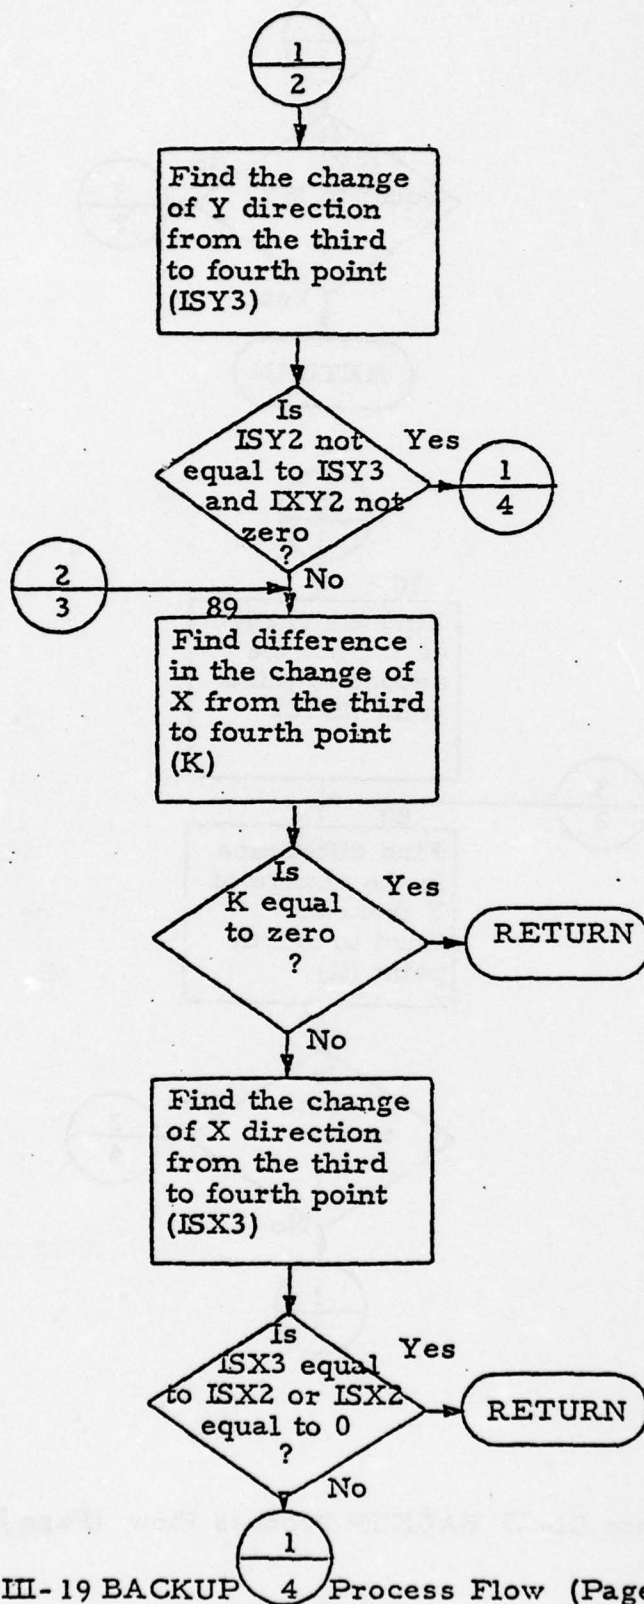 1
2
Find the change
of Y direction
from the third
to fourth point
(ISY3)
Is
ISY2 not
equal to ISY3
and IXY2 not
zero
?
Yes
1
4
No
2
3
89
Find difference
in the change of
X from the third
to fourth point
(K)
Is
K equal
to zero
?
Yes
RETURN
No
Find the change
of X direction
from the third
to fourth point
(ISX3)
Is
ISX3 equal
to ISX2 or ISX2
equal to 0
?
Yes
RETURN
No
1
4
III-19 BACKUP Process Flow (Page